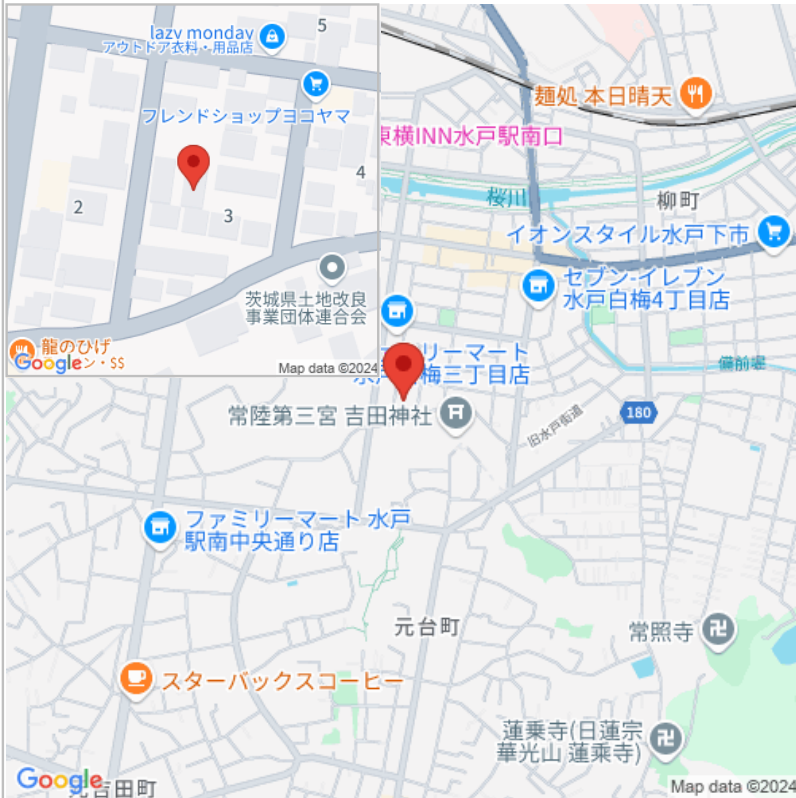 lazy monday
アウトドア衣料・用品店
5
フレンドショップヨコヤマ
4
2
3
茨城県土地改良
事業団体連合会
龍のひげ
ン・SS
Google
Map data ©2024
麺処 本日晴天
東横INN水戸駅南口
桜川
柳町
イオンスタイル水戸下市
セブン-イレブン
水戸白梅4丁目店
リーマート
梅三丁目店
備前堀
常陸第三宮 吉田神社
旧水戸街道
180
ファミリーマート 水戸
駅南中央通り店
元台町
常照寺
スターバックスコーヒー
蓮乗寺(日蓮宗
華光山 蓮乗寺)
Google
元吉田町
Map data ©2024